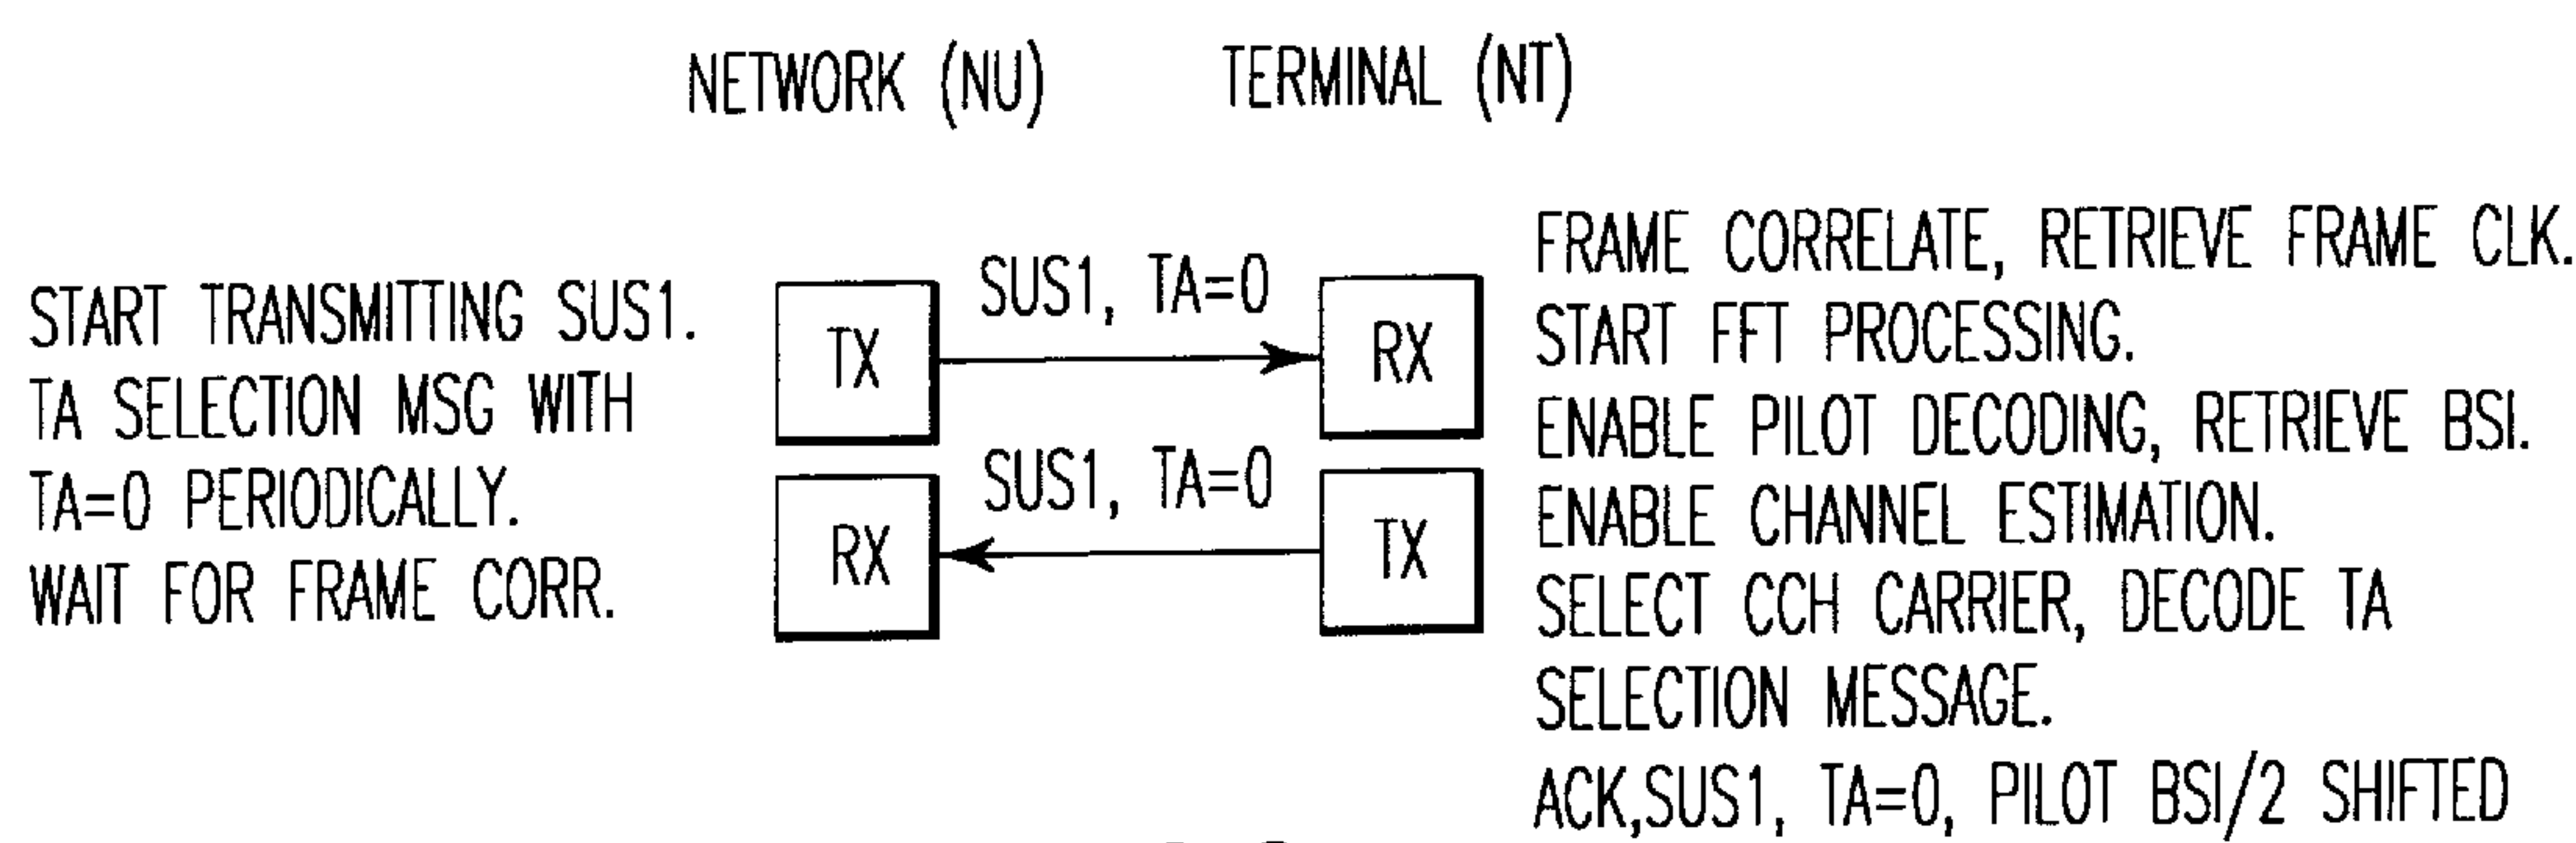 NETWORK (NU) TERMINAL (NT)
START TRANSMITTING SUS1.
TA SELECTION MSG WITH
TA=0 PERIODICALLY.
WAIT FOR FRAME CORR.
TX
SUS1, TA=0
RX
RX
SUS1, TA=0
TX
FRAME CORRELATE, RETRIEVE FRAME CLK.
START FFT PROCESSING.
ENABLE PILOT DECODING, RETRIEVE BSI.
ENABLE CHANNEL ESTIMATION.
SELECT CCH CARRIER, DECODE TA
SELECTION MESSAGE.
ACK,SUS1, TA=0, PILOT BSI/2 SHIFTED